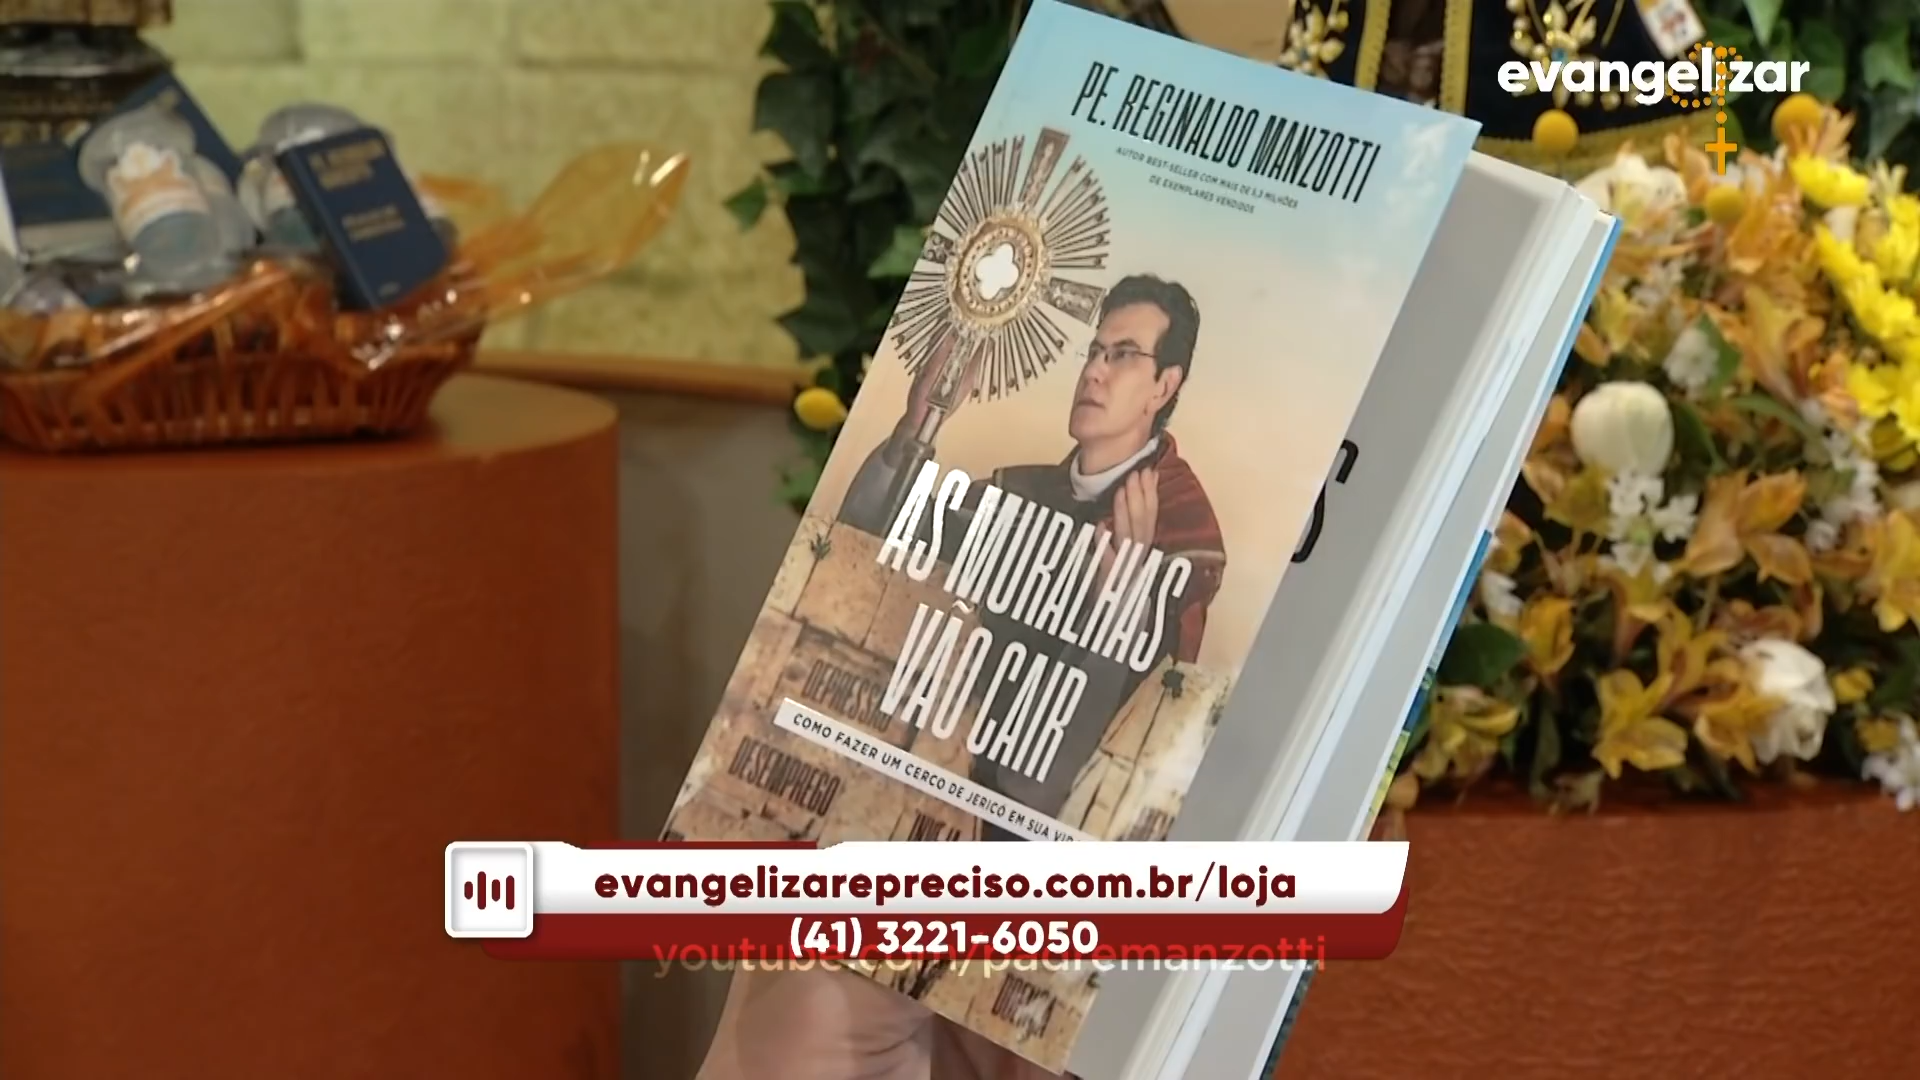 evangelizar
PE. REGINALDO MANZOTTI
AUTOR BEST-SELLER COM MAIS DE 5,3 MILHÕES
DE EXEMPLARES VENDIDOS
AS MURALHAS
VÃO CAIR
DEPRESSÃO
COMO FAZER UM CERCO DE JERICÓ EM SUA
DESEMPREGO
evangelizarepreciso.com.br/loja
(41) 3221-6050
youtube.com/padremanzotti
DOENÇA